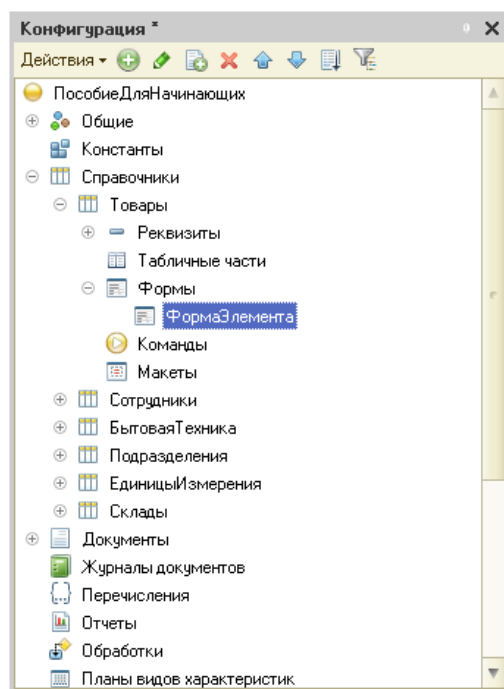 Конфигурация *
Действия
ПособиеДляНачинающих
Общие
Константы
Справочники
Товары
Реквизиты
Табличные части
Формы
ФормаЭлемента
Команды
Макеты
Сотрудники
БытоваяТехника
Подразделения
ЕдиницыИзмерения
Склады
Документы
Журналы документов
Перечисления
Отчеты
Обработки
Планы видов характеристик